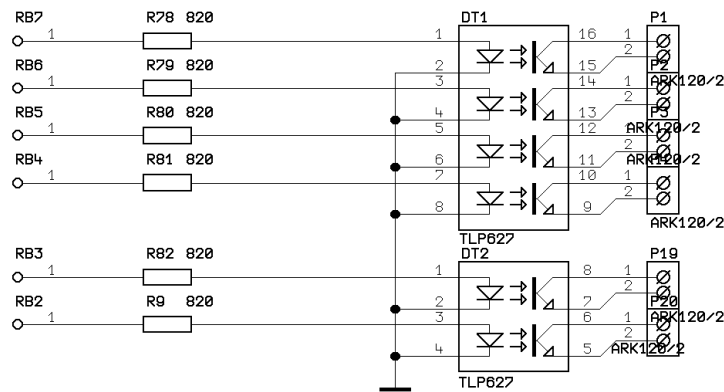 RB7 R78 820 DT1 P1
1 1 16 1
2 15 2
RB6 R79 820 P2
1 3 14 1 ARK120/2
4 13 2
RB5 R80 820 P3
1 5 12 1 ARK120/2
6 11 2
RB4 R81 820 ARK120/2
1 7 10 1
8 9 2
ARK120/2
TLP627
RB3 R82 820 DT2 P19
1 1 8 1
2 7 2
RB2 R9 820 P20
1 3 6 1 ARK120/2
4 5 2 ARK120/2
TLP627